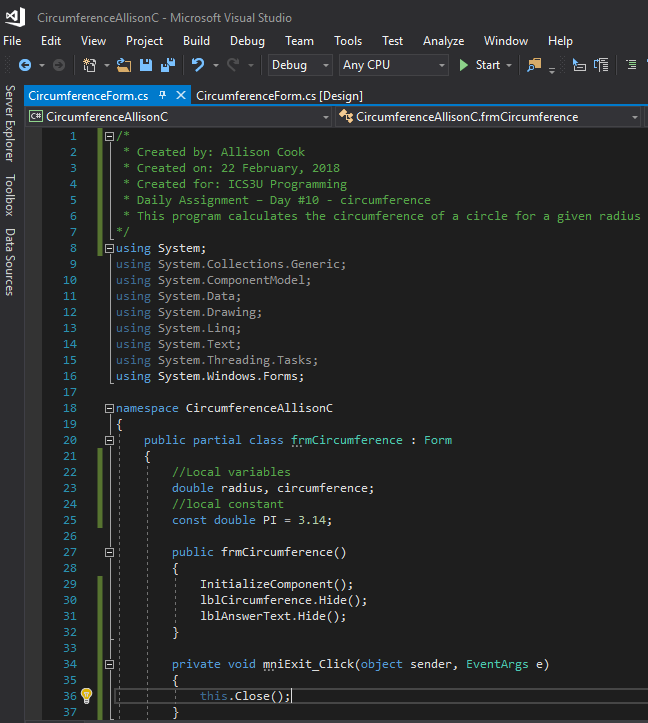 CircumferenceAllisonC - Microsoft Visual Studio
File Edit View Project Build Debug Team Tools Test Analyze Window Help
Debug Any CPU Start
Server Explorer
Toolbox
Data Sources
CircumferenceForm.cs CircumferenceForm.cs [Design]
C# CircumferenceAllisonC CircumferenceAllisonC.frmCircumference
1 /*
2 * Created by: Allison Cook
3 * Created on: 22 February, 2018
4 * Created for: ICS3U Programming
5 * Daily Assignment – Day #10 - circumference
6 * This program calculates the circumference of a circle for a given radius
7 */
8 using System;
9 using System.Collections.Generic;
10 using System.ComponentModel;
11 using System.Data;
12 using System.Drawing;
13 using System.Linq;
14 using System.Text;
15 using System.Threading.Tasks;
16 using System.Windows.Forms;
17
18 namespace CircumferenceAllisonC
19 {
20 public partial class frmCircumference : Form
21 {
22 //Local variables
23 double radius, circumference;
24 //local constant
25 const double PI = 3.14;
26
27 public frmCircumference()
28 {
29 InitializeComponent();
30 lblCircumference.Hide();
31 lblAnswerText.Hide();
32 }
33
34 private void mniExit_Click(object sender, EventArgs e)
35 {
36 this.Close();
37 }